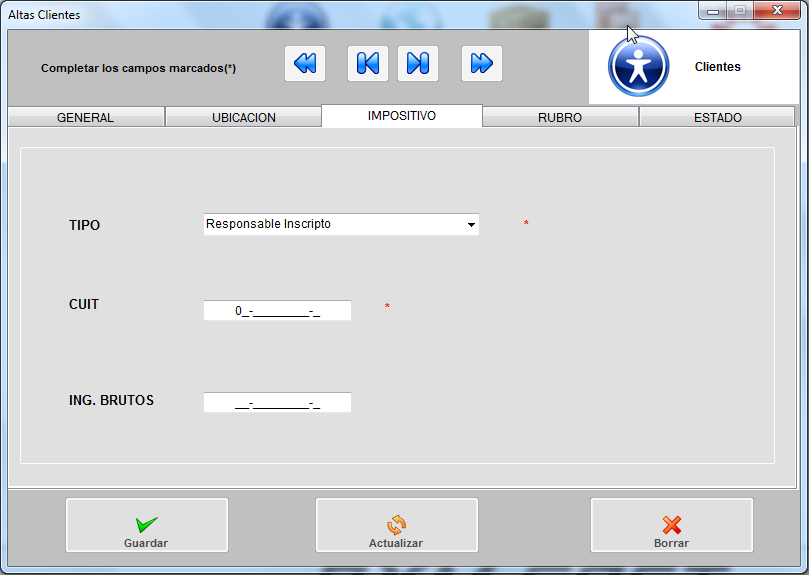 Altas Clientes
Completar los campos marcados(*)
Clientes
GENERAL
UBICACION
IMPOSITIVO
RUBRO
ESTADO
TIPO
Responsable Inscripto
*
CUIT
0_-________-_
*
ING. BRUTOS
__-________-_
Guardar
Actualizar
Borrar